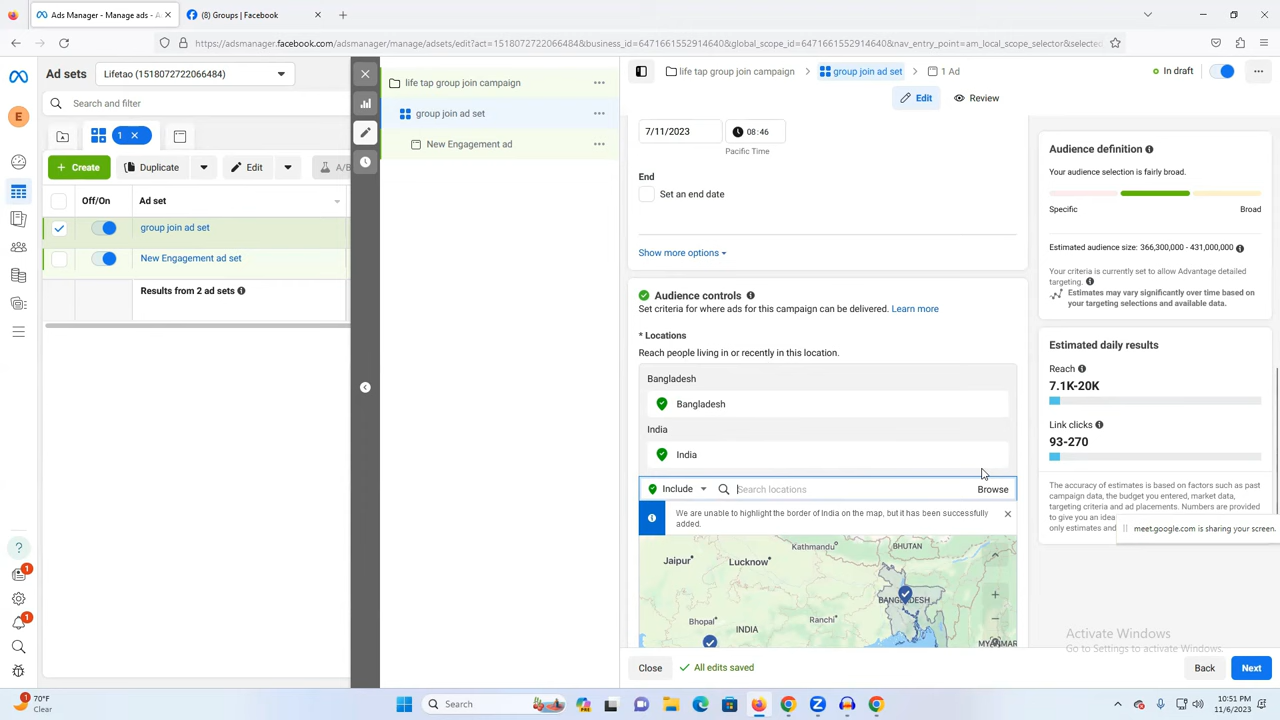 Ads Manager - Manage ads - A
(8) Groups | Facebook
https://adsmanager.facebook.com/adsmanager/manage/adsets/edit?act=1518072722066484&business_id=6471661552914640&global_scope_id=6471661552914640&nav_entry_point=am_local_scope_selector&selected
Ad sets
Lifetao (1518072722066484)
Search and filter
1
Create
Duplicate
Edit
A/B
Off/On
Ad set
group join ad set
New Engagement ad set
Results from 2 ad sets
E
1
1
life tap group join campaign
group join ad set
New Engagement ad
life tap group join campaign
group join ad set
1 Ad
In draft
Edit
Review
7/11/2023
08:46
Pacific Time
End
Set an end date
Show more options
Audience controls
Set criteria for where ads for this campaign can be delivered. Learn more
* Locations
Reach people living in or recently in this location.
Bangladesh
Bangladesh
India
India
Include
Search locations
Browse
We are unable to highlight the border of India on the map, but it has been successfully
added.
Kathmandu
BHUTAN
Jaipur
Lucknow
BANGLADESH
Ranchi
Bhopal
INDIA
Close
All edits saved
Back
Next
Audience definition
Your audience selection is fairly broad.
Specific
Broad
Estimated audience size: 366,300,000 - 431,000,000
Your criteria is currently set to allow Advantage detailed
targeting.
Estimates may vary significantly over time based on
your targeting selections and available data.
Estimated daily results
Reach
7.1K-20K
Link clicks
93-270
The accuracy of estimates is based on factors such as past
campaign data, the budget you entered, market data,
targeting criteria and ad placements. Numbers are provided
to give you an idea
only estimates and
meet.google.com is sharing your screen.
Activate Windows
Go to Settings to activate Windows.
1
70°F
Clear
Search
10:51 PM
11/6/2023